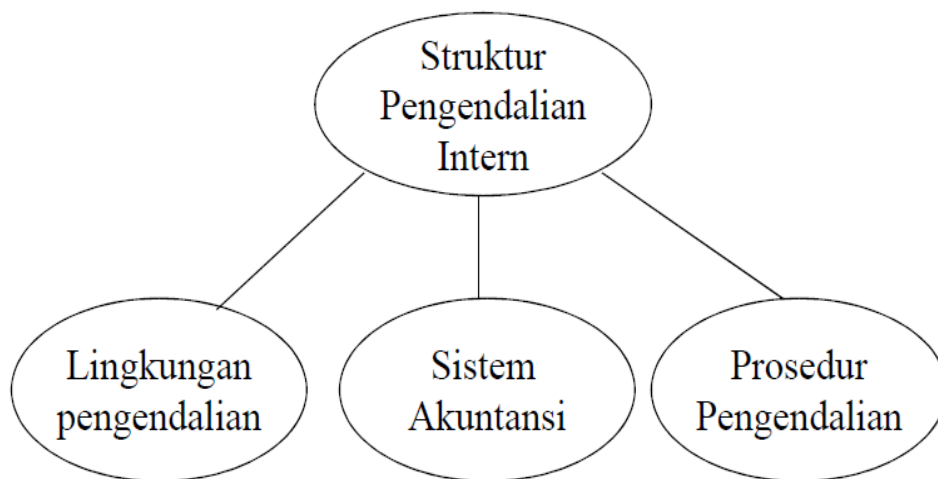 Struktur
Pengendalian
Intern
Lingkungan
pengendalian
Sistem
Akuntansi
Prosedur
Pengendalian